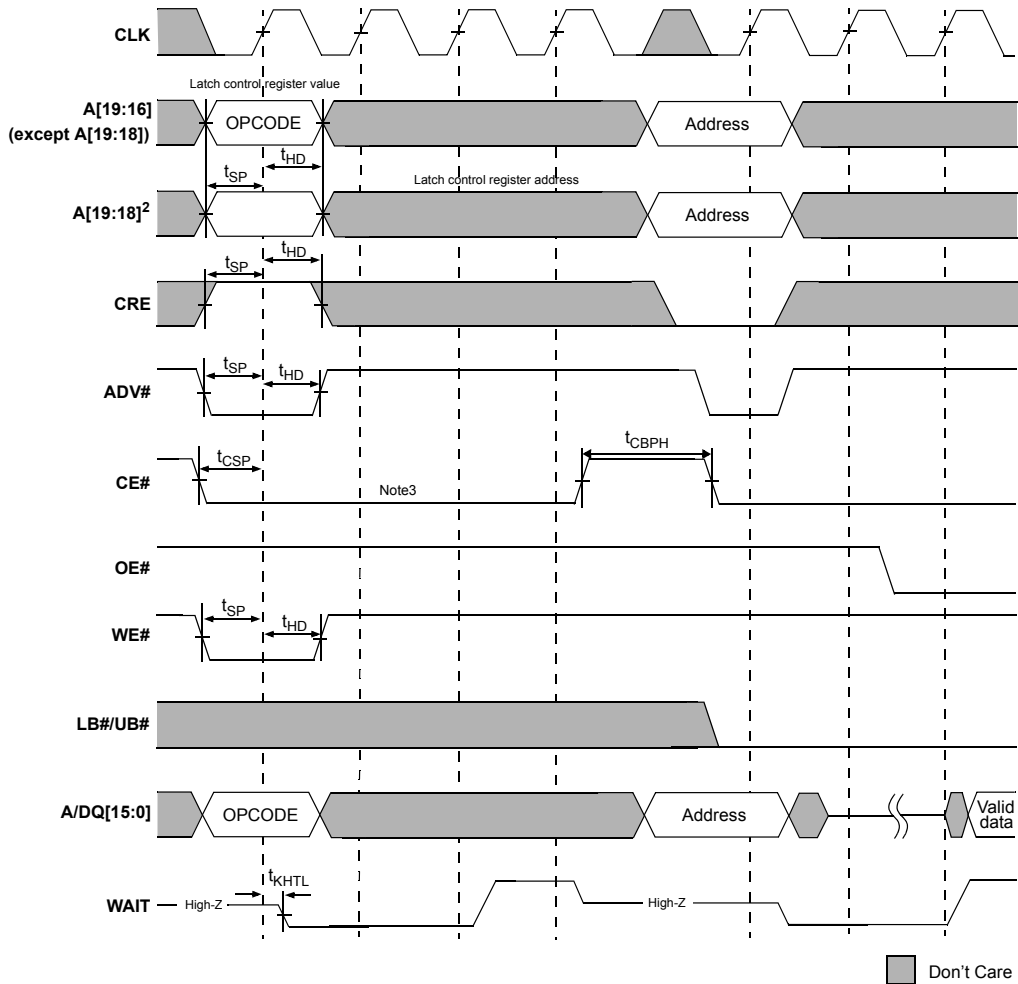 CLK
Latch control register value
A[19:16]
(except A[19:18])
OPCODE
Address
tSP
tHD
Latch control register address
A[19:18]2
Address
tSP
tHD
CRE
tSP
tHD
ADV#
tCSP
tCBPH
CE#
Note3
OE#
tSP
tHD
WE#
LB#/UB#
A/DQ[15:0]
OPCODE
Address
Valid
data
tKHTL
WAIT
High-Z
High-Z
Don't Care